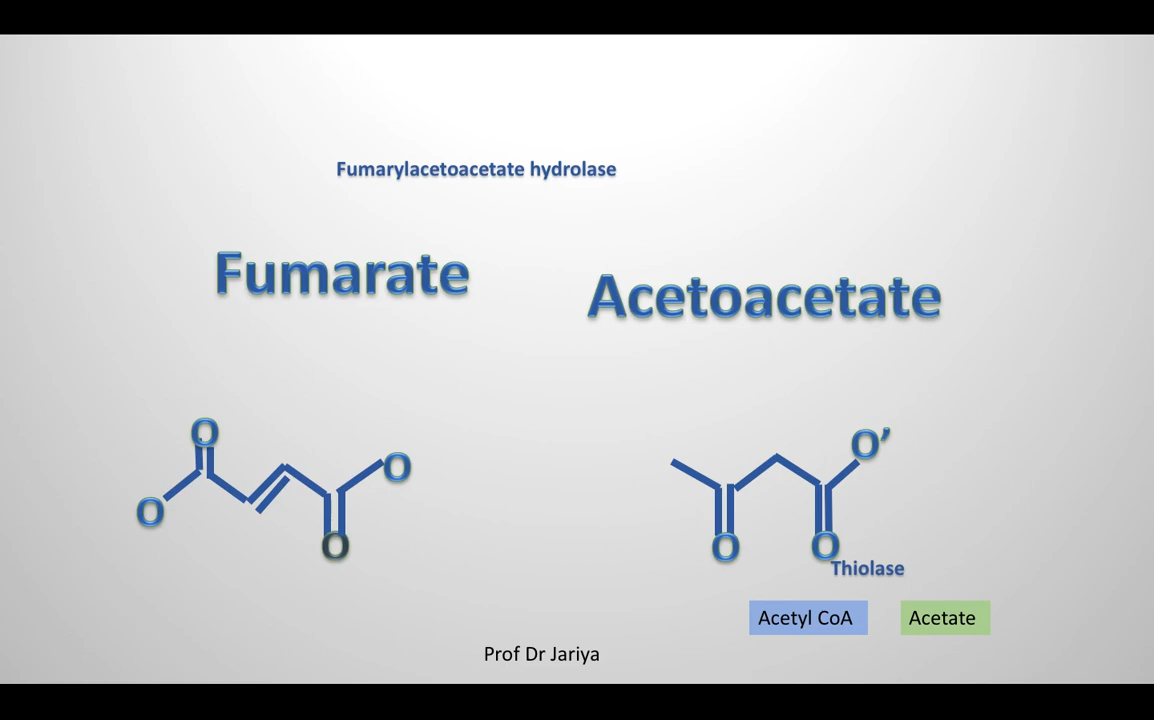 Fumarylacetoacetate hydrolase
Fumarate
Acetoacetate
O
O
O
O
O’
O
O
Thiolase
Acetyl CoA
Acetate
Prof Dr Jariya